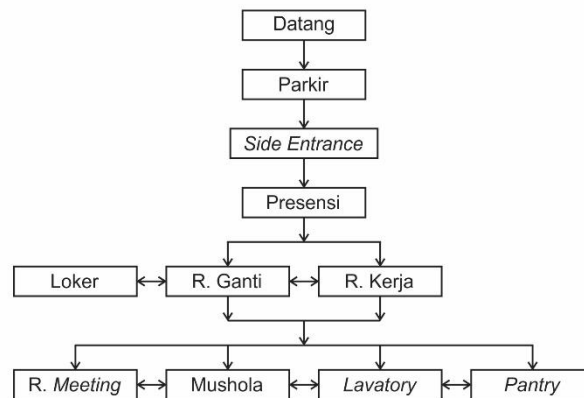 Datang
Parkir
Side Entrance
Presensi
Loker
R. Ganti
R. Kerja
R. Meeting
Mushola
Lavatory
Pantry